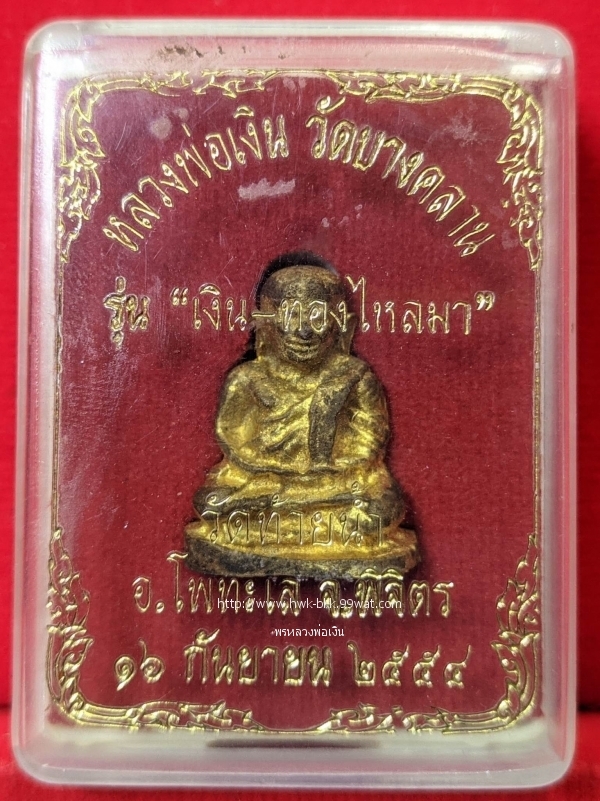 หลวงพ่อเงิน วัดบางคลาน
รุ่น “เงิน-ทองไหลมา”
วัดท้ายน้ำ
อ.โพทะเล จ.พิจิตร
http://www.hwk-bkk.99wat.com/
-พรหลวงพ่อเงิน
๑๖ กันยายน ๒๕๕๔